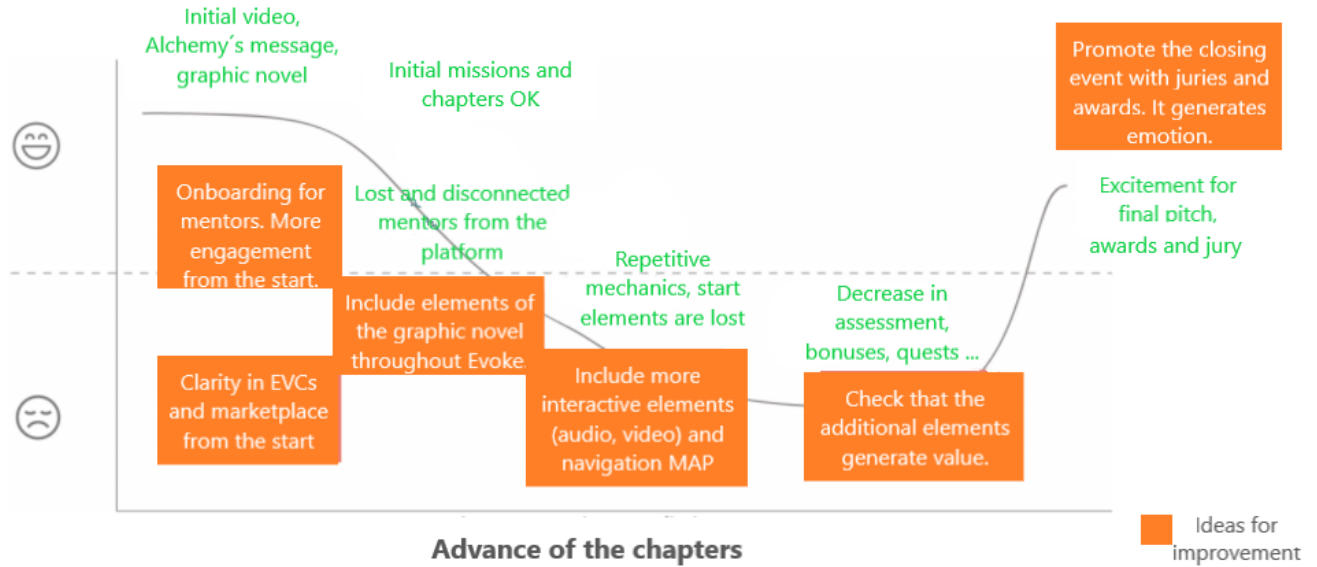 Initial video,
Alchemy´s message,
graphic novel
Initial missions and
chapters OK
Promote the closing
event with juries and
awards. It generates
emotion.
Onboarding for
mentors. More
engagement
from the start.
Lost and disconnected
mentors from the
platform
Excitement for
final pitch,
awards and jury
Repetitive
mechanics, start
elements are lost
Include elements of
the graphic novel
throughout Evoke.
Decrease in
assessment,
bonuses, quests ...
Clarity in EVCs
and marketplace
from the start
Include more
interactive elements
(audio, video) and
navigation MAP
Check that the
additional elements
generate value.
Advance of the chapters
Ideas for
improvement